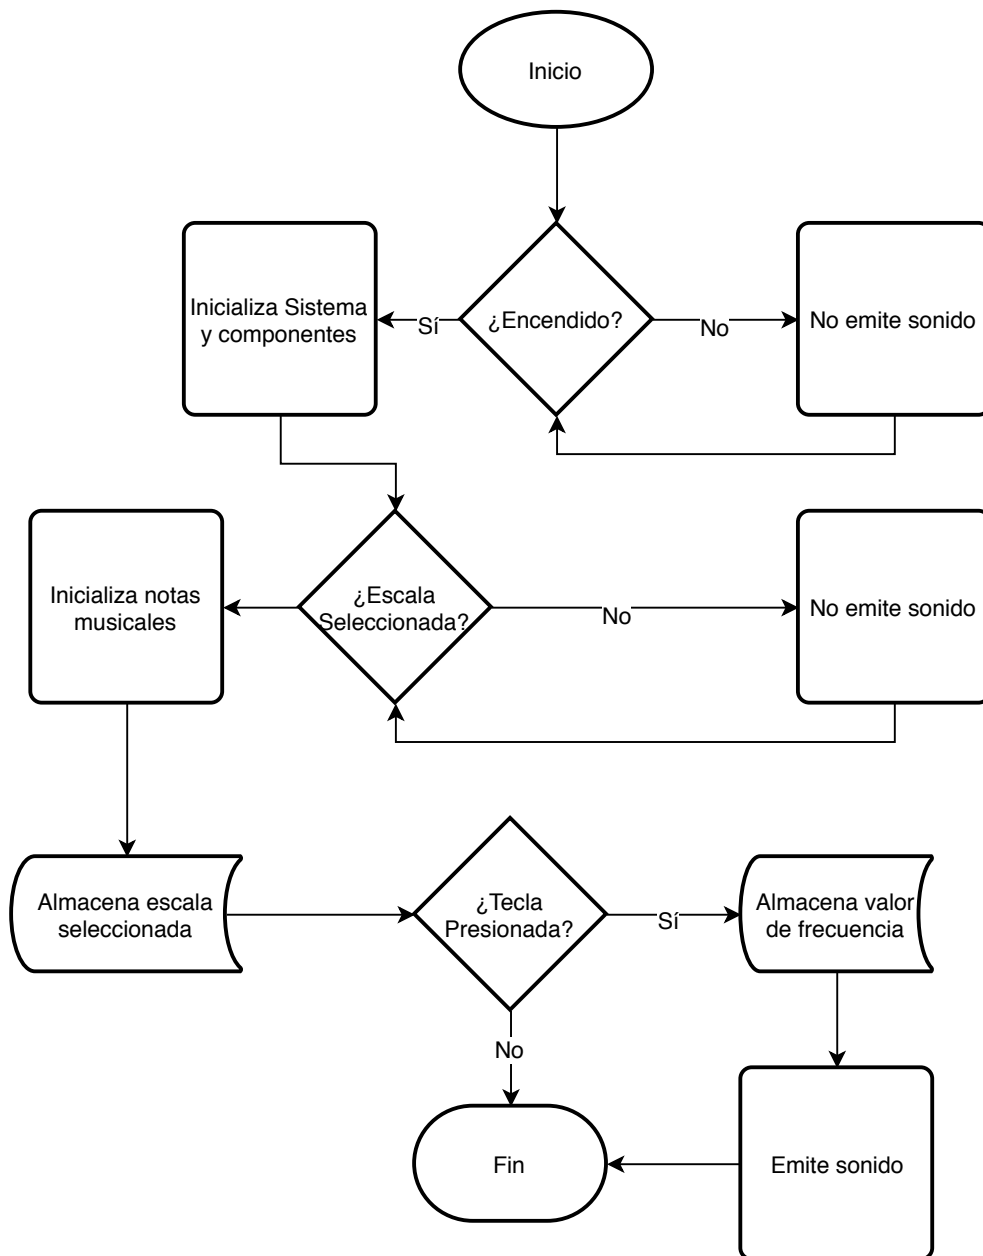 Inicio
¿Encendido?
Sí
No
Inicializa Sistema
y componentes
No emite sonido
¿Escala
Seleccionada?
No
Inicializa notas
musicales
No emite sonido
Almacena escala
seleccionada
¿Tecla
Presionada?
Sí
Almacena valor
de frecuencia
No
Fin
Emite sonido